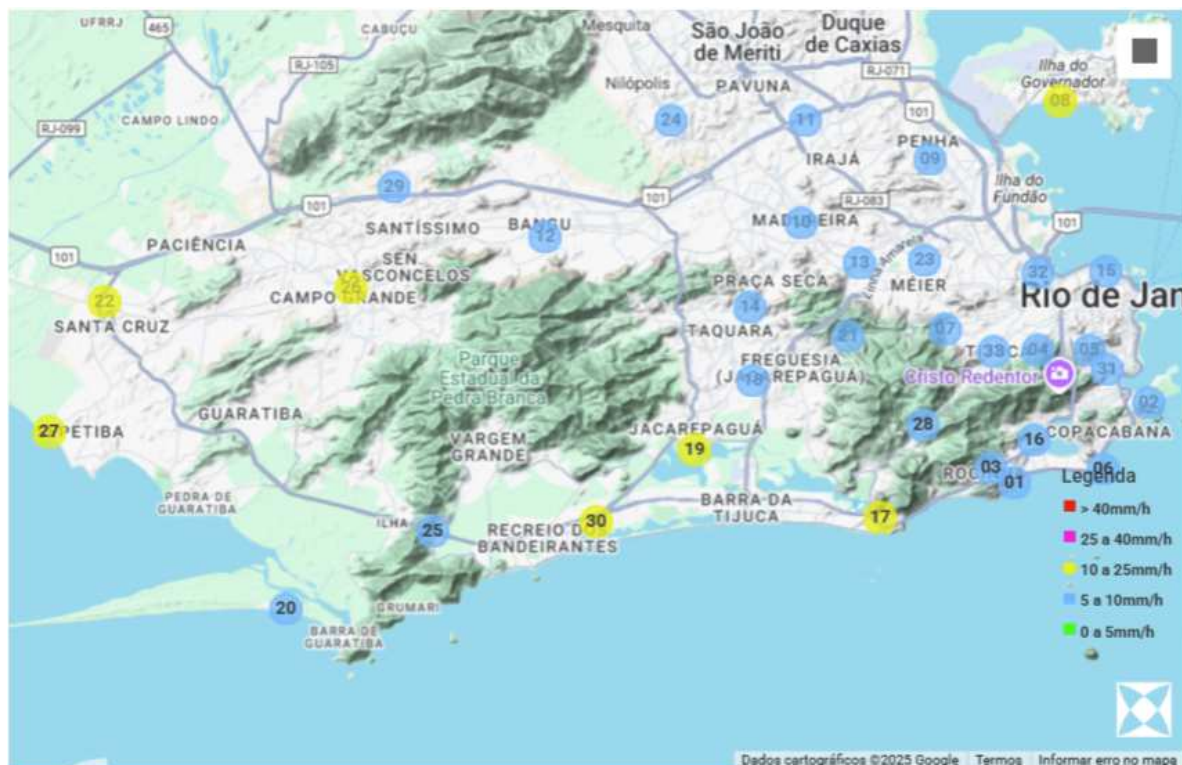 UFRRJ
465
CABUÇU
Mesquita
São João
de Meriti
Duque
de Caxias
RJ-105
Nilópolis
PAVUNA
RJ-071
Ilha do
Governador
08
RJ-099
CAMPO LINDO
24
11
101
PENHA
09
IRAJÁ
Ilha do
Fundão
29
101
101
RJ-083
SANTÍSSIMO
BANGU
12
10
101
PACIÊNCIA
101
SEN
VASCONCELOS
13
Linha Amarela
23
MÉIER
32
15
22
CAMPO GRANDE
PRAÇA SECA
14
Rio de Jan
SANTA CRUZ
TAQUARA
21
07
33
04
05
31
Parque
Estadual da
Pedra Branca
FREGUESIA
(JACAREPAGUÁ)
18
Cristo Redentor
02
27
GUARATIBA
VARGEM
GRANDE
JACAREPAGUÁ
19
28
16
COPACABANA
03
01
06
PEDRA DE
GUARATIBA
ILHA
25
RECREIO DOS
BANDEIRANTES
30
BARRA DA
TIJUCA
17
20
GRUMARI
BARRA DE
GUARATIBA
Legenda
> 40mm/h
25 a 40mm/h
10 a 25mm/h
5 a 10mm/h
0 a 5mm/h
Dados cartográficos ©2025 Google
Termos
Informar erro no mapa